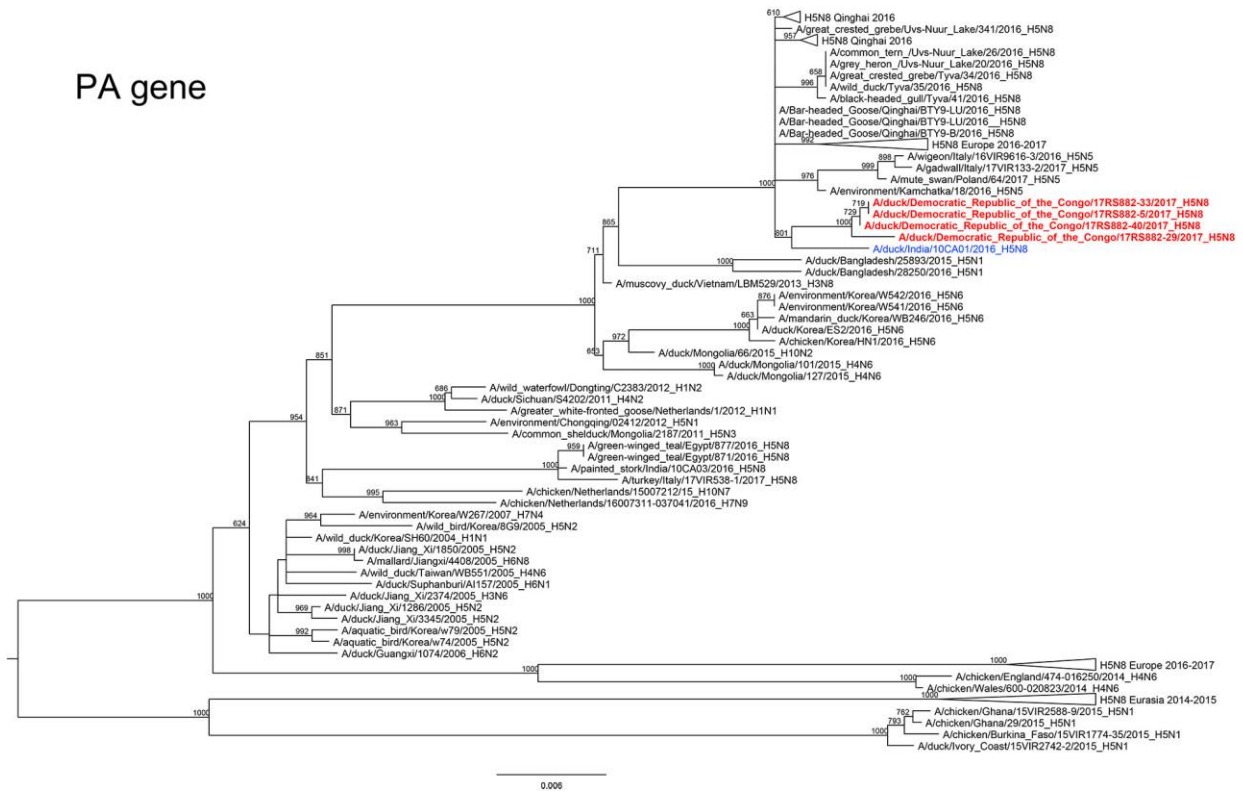 PA gene
610
H5N8 Qinghai 2016
A/great_crested_grebe/Uvs-Nuur_Lake/341/2016_H5N8
957
H5N8 Qinghai 2016
A/common_tern_/Uvs-Nuur_Lake/26/2016_H5N8
A/grey_heron_/Uvs-Nuur_Lake/20/2016_H5N8
658
A/great_crested_grebe/Tyva/34/2016_H5N8
996
A/wild_duck/Tyva/35/2016_H5N8
A/black-headed_gull/Tyva/41/2016_H5N8
A/Bar-headed_Goose/Qinghai/BTY9-LU/2016_H5N8
A/Bar-headed_Goose/Qinghai/BTY9-LU/2016__H5N8
A/Bar-headed_Goose/Qinghai/BTY9-B/2016_H5N8
992
H5N8 Europe 2016-2017
898
A/wigeon/Italy/16VIR9616-3/2016_H5N5
999
A/gadwall/Italy/17VIR133-2/2017_H5N5
976
A/mute_swan/Poland/64/2017_H5N5
1000
A/environment/Kamchatka/18/2016_H5N5
719
A/duck/Democratic_Republic_of_the_Congo/17RS882-33/2017_H5N8
729
A/duck/Democratic_Republic_of_the_Congo/17RS882-5/2017_H5N8
1000
A/duck/Democratic_Republic_of_the_Congo/17RS882-40/2017_H5N8
801
A/duck/Democratic_Republic_of_the_Congo/17RS882-29/2017_H5N8
A/duck/India/10CA01/2016_H5N8
865
A/duck/Bangladesh/25893/2015_H5N1
A/duck/Bangladesh/28250/2015_H5N1
711
A/muscovy_duck/Vietnam/LBM529/2013_H3N8
1000
876
A/environment/Korea/W542/2016_H5N6
A/environment/Korea/W541/2016_H5N6
663
A/mandarin_duck/Korea/WB246/2016_H5N6
1000
A/duck/Korea/ES2/2016_H5N6
972
A/chicken/Korea/HN1/2016_H5N6
653
A/duck/Mongolia/66/2015_H10N2
1000
A/duck/Mongolia/101/2015_H4N6
A/duck/Mongolia/127/2015_H4N6
851
686
A/wild_waterfowl/Dongting/C2383/2012_H1N2
1000
A/duck/Sichuan/S4202/2011_H4N2
871
A/greater_white-fronted_goose/Netherlands/1/2012_H1N1
954
963
A/environment/Chongqing/02412/2012_H5N1
A/common_shelduck/Mongolia/2187/2011_H5N3
959
A/green-winged_teal/Egypt/877/2016_H5N8
A/green-winged_teal/Egypt/871/2016_H5N8
1000
A/painted_stork/India/10CA03/2016_H5N8
841
A/turkey/Italy/17VIR538-1/2017_H5N8
995
A/chicken/Netherlands/15007212/15_H10N7
A/chicken/Netherlands/16007311-037041/2016_H7N9
624
964
A/environment/Korea/W267/2007_H7N4
A/wild_bird/Korea/8G9/2005_H5N2
A/wild_duck/Korea/SH60/2004_H1N1
998
A/duck/Jiang_Xi/1850/2005_H5N2
A/mallard/Jiangxi/4408/2005_H6N8
A/wild_duck/Taiwan/WB551/2005_H4N6
A/duck/Suphanburi/AI157/2005_H6N1
1000
A/duck/Jiang_Xi/2374/2005_H3N6
969
A/duck/Jiang_Xi/1286/2005_H5N2
A/duck/Jiang_Xi/3345/2005_H5N2
992
A/aquatic_bird/Korea/w79/2005_H5N2
A/aquatic_bird/Korea/w74/2005_H5N2
A/duck/Guangxi/1074/2006_H6N2
1000
H5N8 Europe 2016-2017
1000
1000
A/chicken/England/474-016250/2014_H4N6
A/chicken/Wales/600-020823/2014_H4N6
1000
H5N8 Eurasia 2014-2015
1000
762
A/chicken/Ghana/15VIR2588-9/2015_H5N1
793
A/chicken/Ghana/29/2015_H5N1
1000
A/chicken/Burkina_Faso/15VIR1774-35/2015_H5N1
A/duck/Ivory_Coast/15VIR2742-2/2015_H5N1
0.006